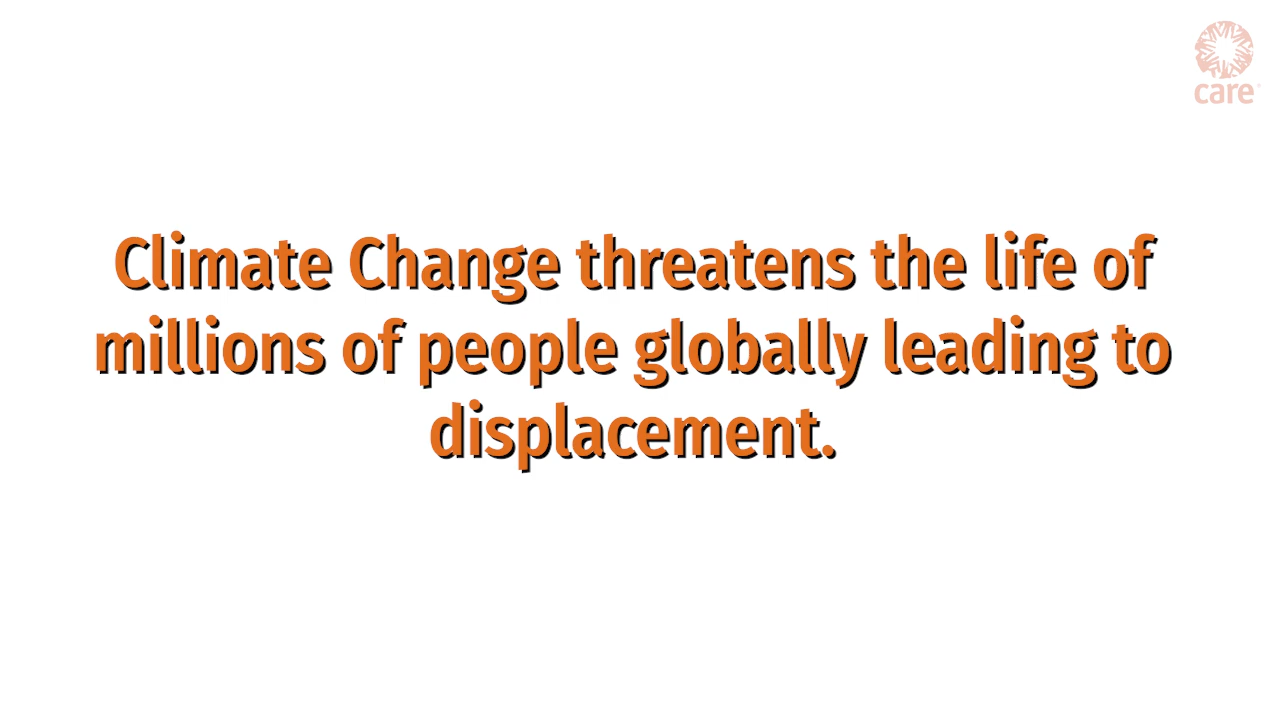 care
Climate Change threatens the life of
millions of people globally leading to
displacement.